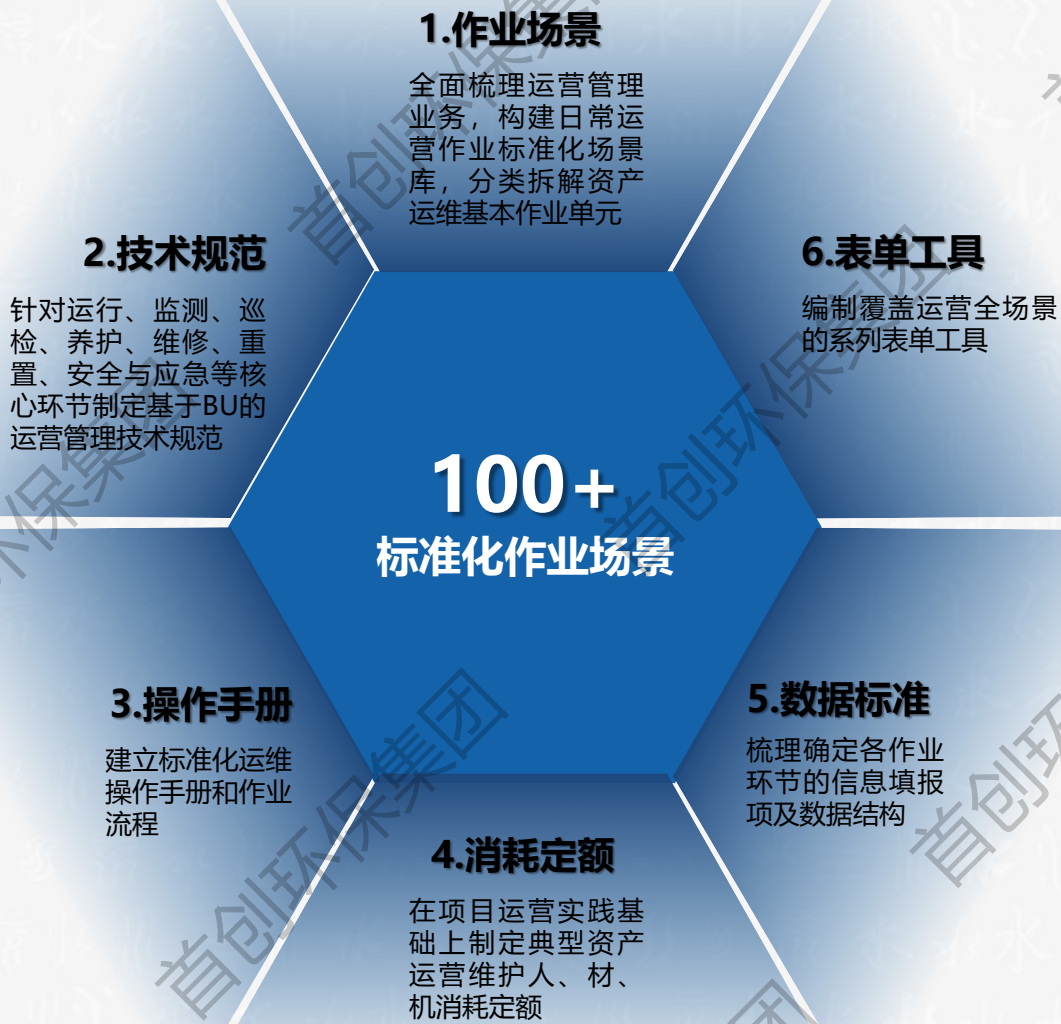 1.作业场景
全面梳理运营管理
业务，构建日常运
营作业标准化场景
库，分类拆解资产
运维基本作业单元
2.技术规范
针对运行、监测、巡
检、养护、维修、重
置、安全与应急等核
心环节制定基于BU的
运营管理技术规范
3.操作手册
建立标准化运维
操作手册和作业
流程
4.消耗定额
在项目运营实践基
础上制定典型资产
运营维护人、材、
机消耗定额
5.数据标准
梳理确定各作业
环节的信息填报
项及数据结构
6.表单工具
编制覆盖运营全场景
的系列表单工具
100+
标准化作业场景
首创环保集团
首创环保集团
首创环保集团